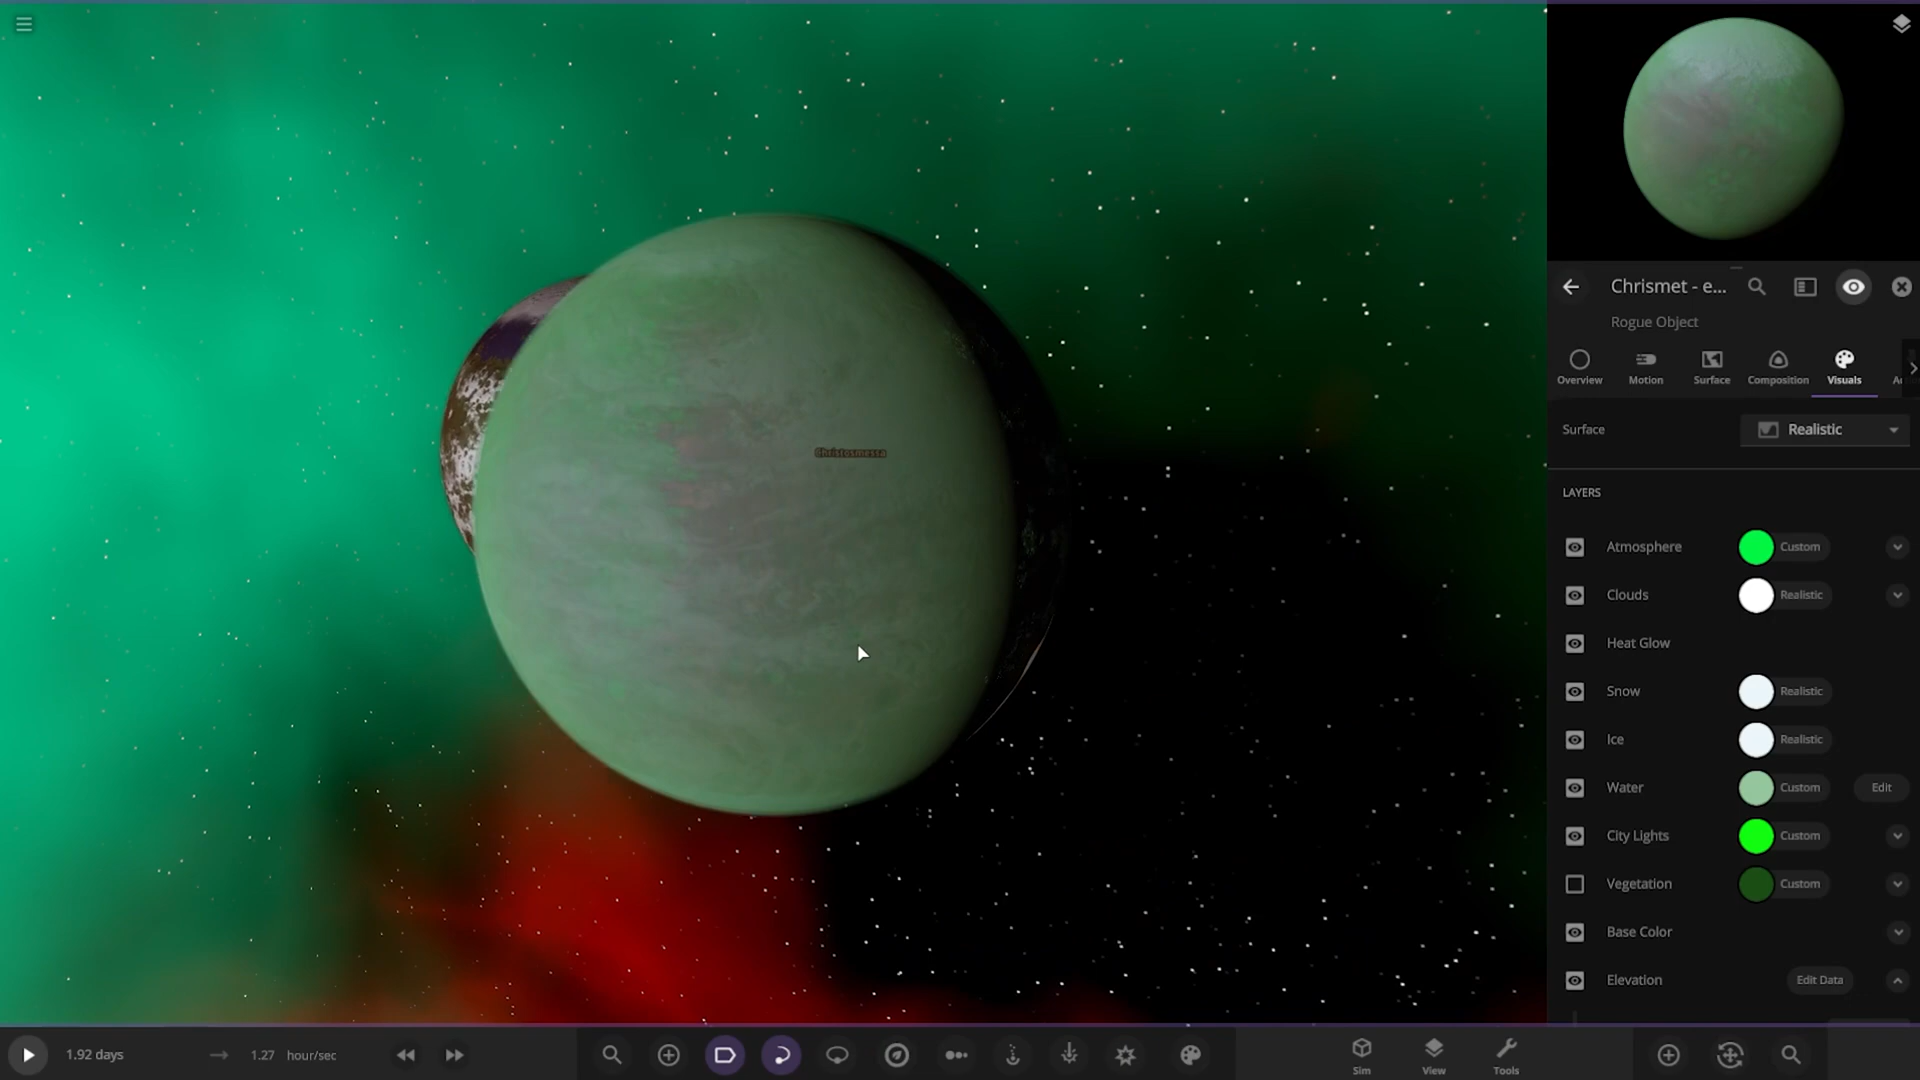 Christosmessa
Chrismet - e...
Rogue Object
Overview
Motion
Surface
Composition
Visuals
Surface
Realistic
LAYERS
Atmosphere Custom
Clouds Realistic
Heat Glow
Snow Realistic
Ice Realistic
Water Custom Edit
City Lights Custom
Vegetation Custom
Base Color
Elevation Edit Data
1.92 days
1.27 hour/sec
Sim
View
Tools